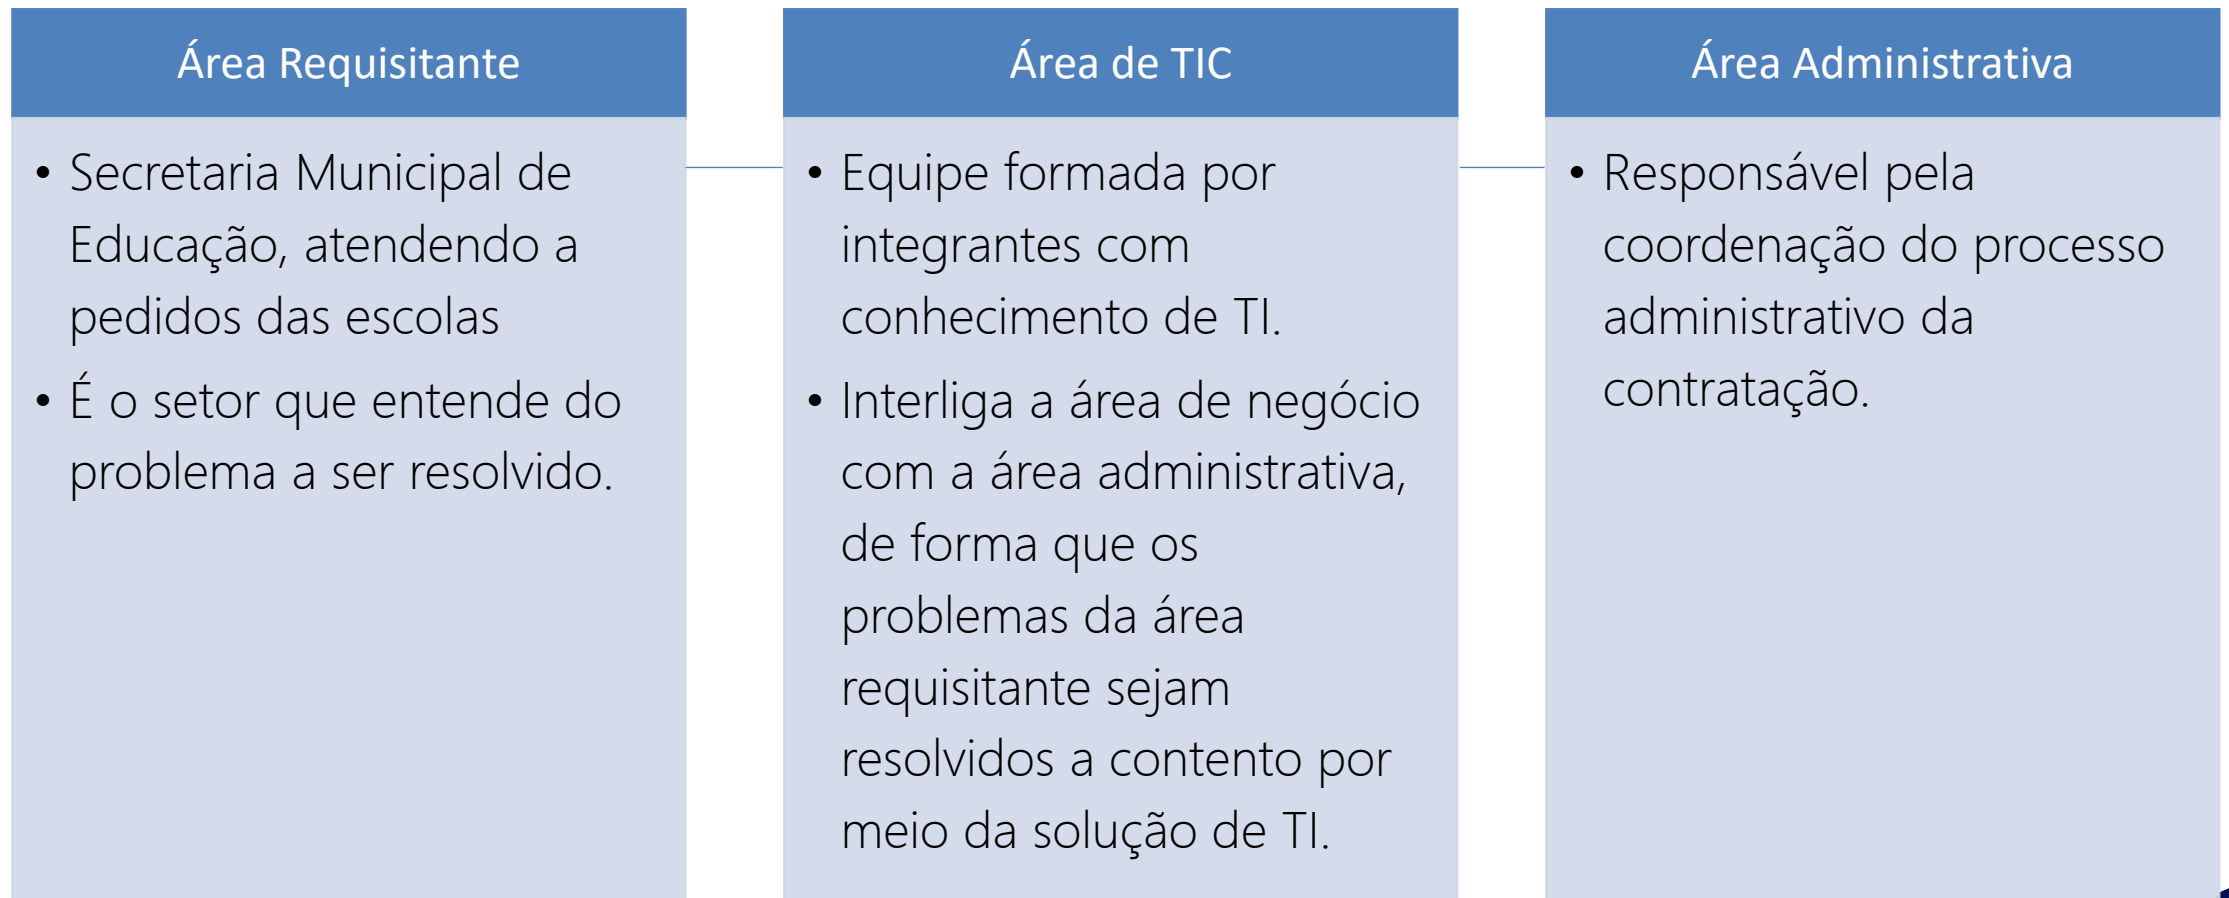 Área Requisitante
• Secretaria Municipal de
Educação, atendendo a
pedidos das escolas
• É o setor que entende do
problema a ser resolvido.
Área de TIC
• Equipe formada por
integrantes com
conhecimento de TI.
• Interliga a área de negócio
com a área administrativa,
de forma que os
problemas da área
requisitante sejam
resolvidos a contento por
meio da solução de TI.
Área Administrativa
• Responsável pela
coordenação do processo
administrativo da
contratação.